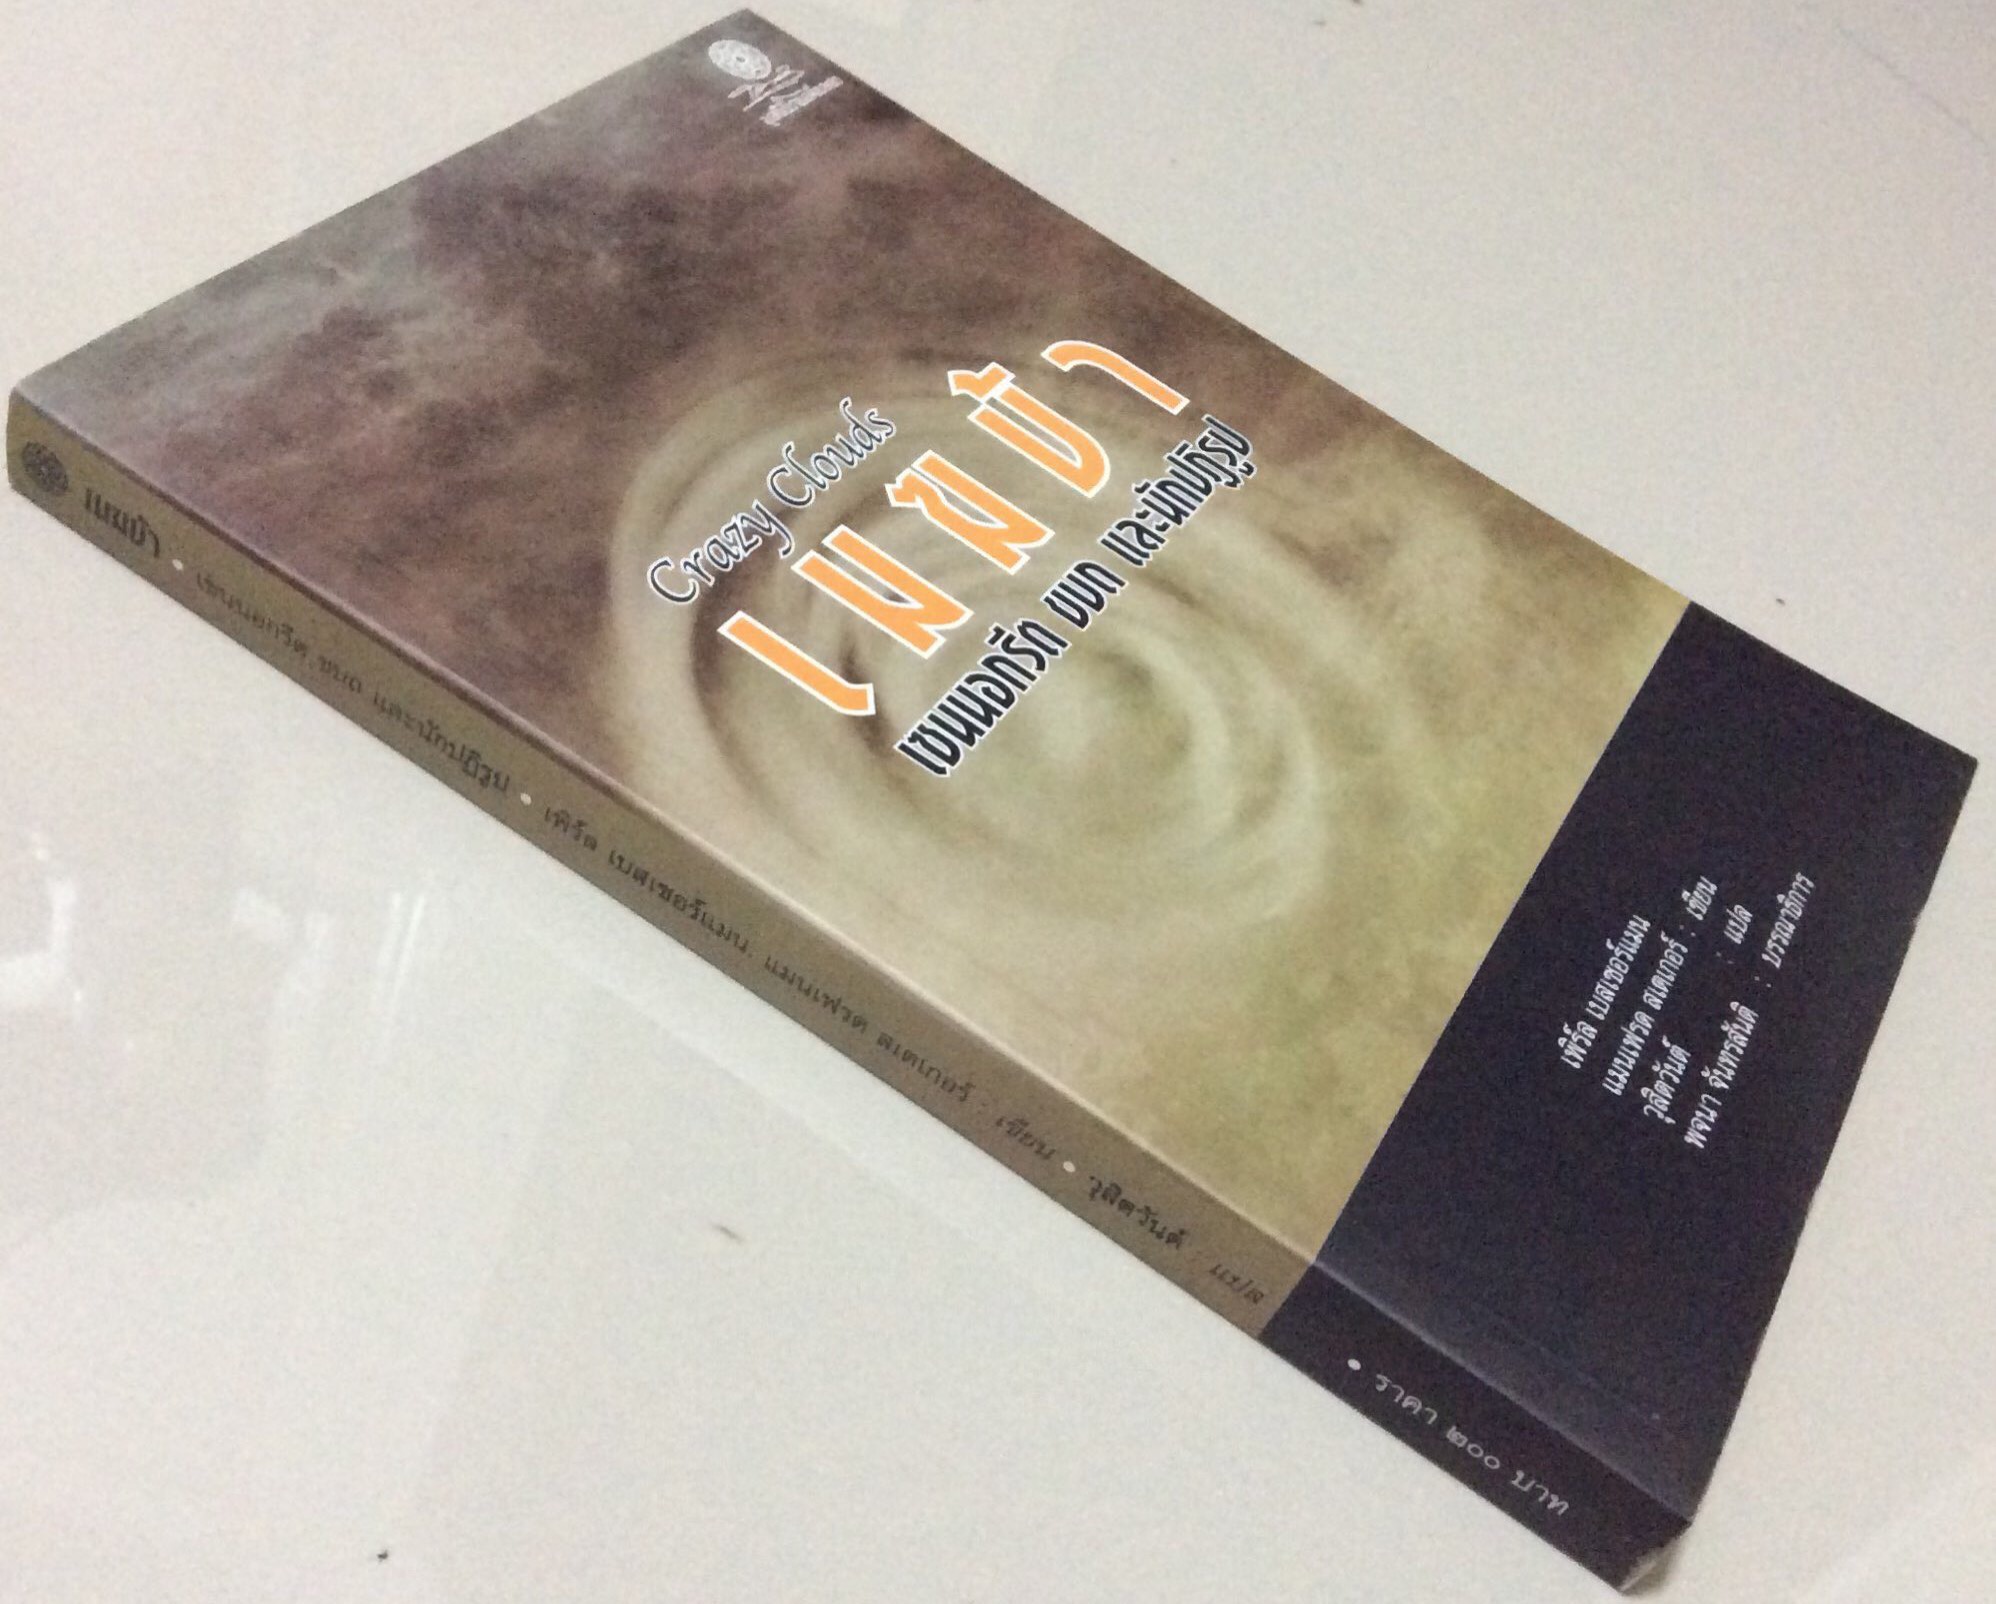 Crazy Clouds
เมฆบ้า
เซนนอกรีต ขบถ และนักปฏิรูป
เพิร์ล เบสเซอร์แมน
แมนเฟรด สเตเกอร์ : เขียน
วุสิตวันต์ : แปล
พจนา จันทรสันติ : บรรณาธิการ
เมฆบ้า • เซนนอกรีต ขบถ และนักปฏิรูป • เพิร์ล เบสเซอร์แมน, แมนเฟรด สเตเกอร์ : เขียน • วุสิตวันต์ : แปล • ราคา ๒๐๐ บาท